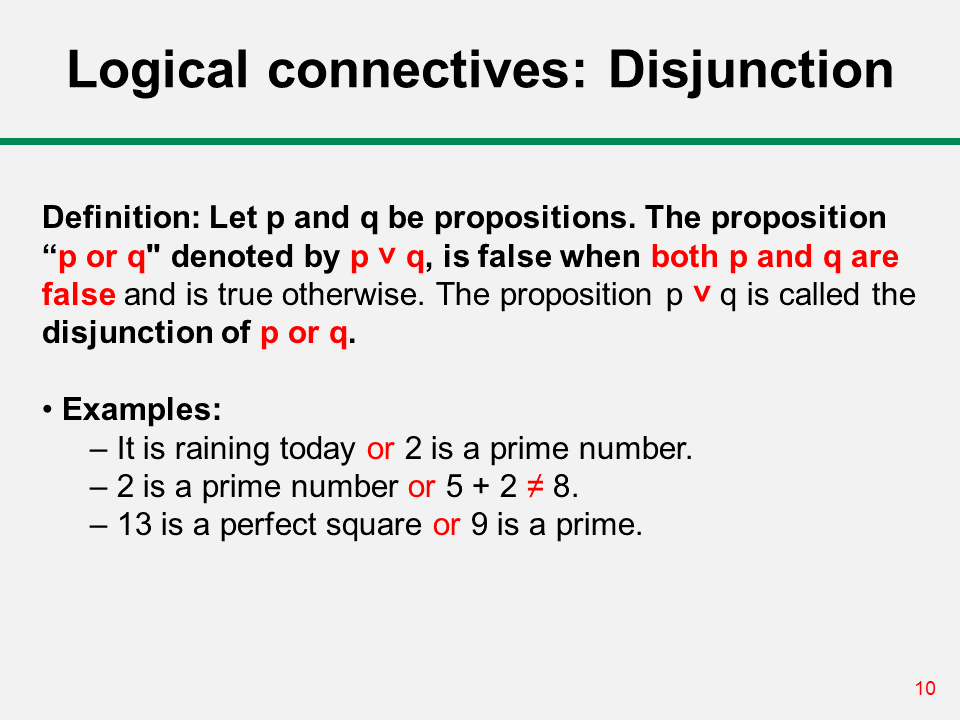 Logical connectives: Disjunction
Definition: Let p and q be propositions. The proposition
“p or q" denoted by p ˅ q, is false when both p and q are
false and is true otherwise. The proposition p ˅ q is called the
disjunction of p or q.
• Examples:
– It is raining today or 2 is a prime number.
– 2 is a prime number or 5 + 2 ≠ 8.
– 13 is a perfect square or 9 is a prime.
10